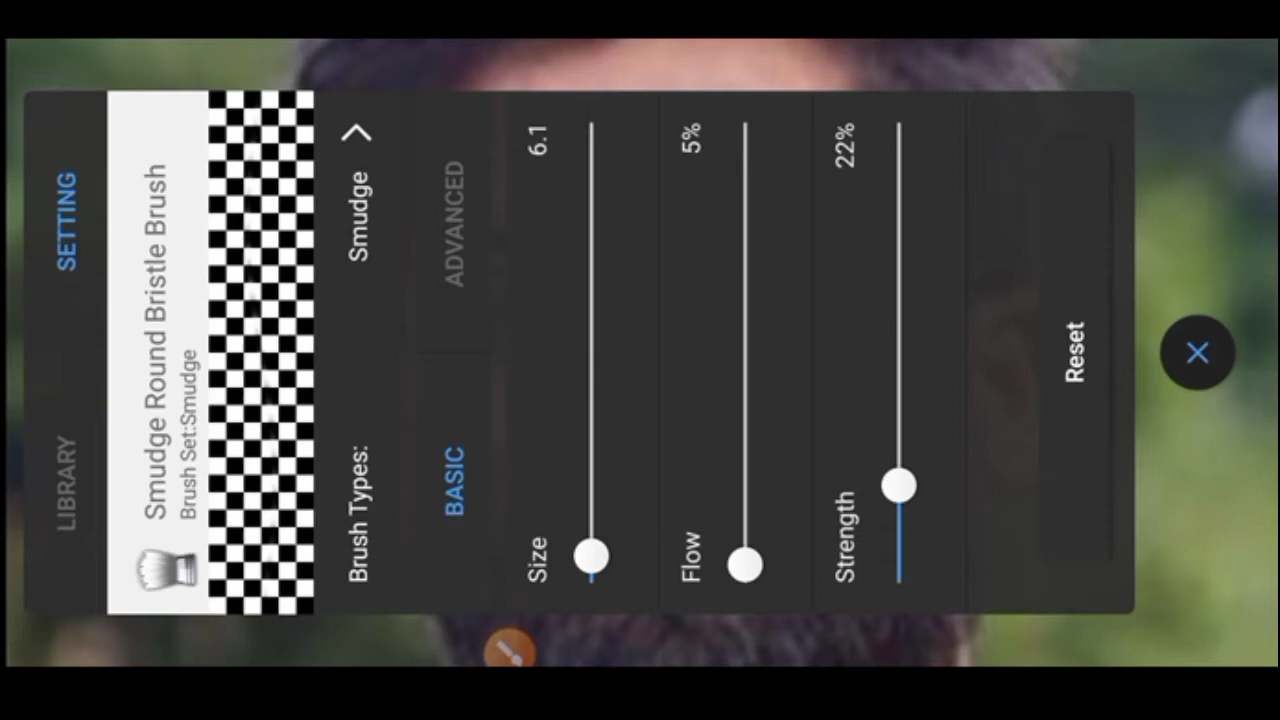 LIBRARY SETTING
Smudge Round Bristle Brush
Brush Set:Smudge
Brush Types: Smudge >
BASIC ADVANCED
Size 6.1
Flow 5%
Strength 22%
Reset